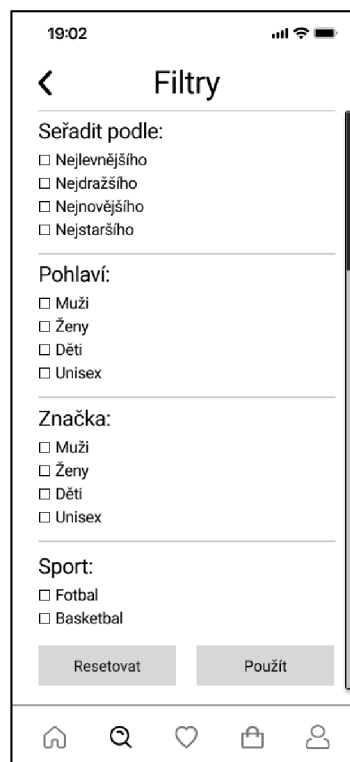 19:02
Filtry
Seřadit podle:
Nejlevnějšího
Nejdražšího
Nejnovějšího
Nejstaršího
Pohlaví:
Muži
Ženy
Děti
Unisex
Značka:
Muži
Ženy
Děti
Unisex
Sport:
Fotbal
Basketbal
Resetovat Použít